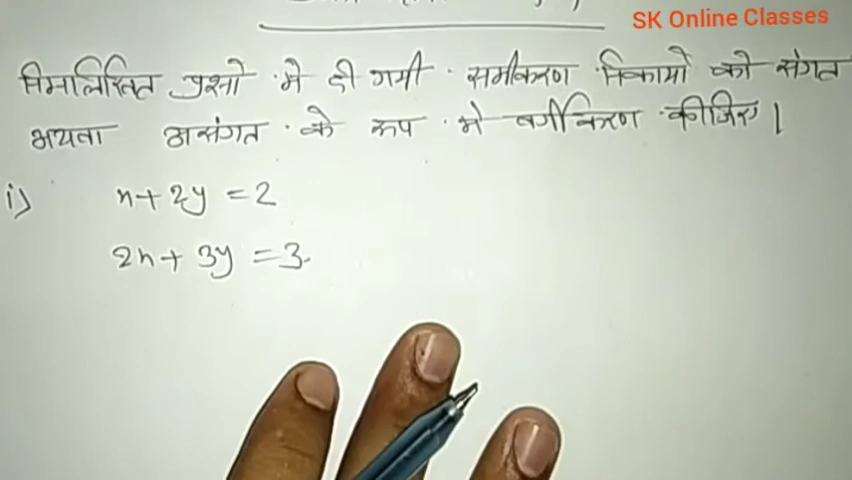 SK Online Classes
निम्नलिखित प्रश्नो मे दी गयी समीकरण निकायो को संगत
अथवा असंगत के रूप मे वर्गीकरण कीजिए।
i) x + 2y = 2
2x + 3y = 3